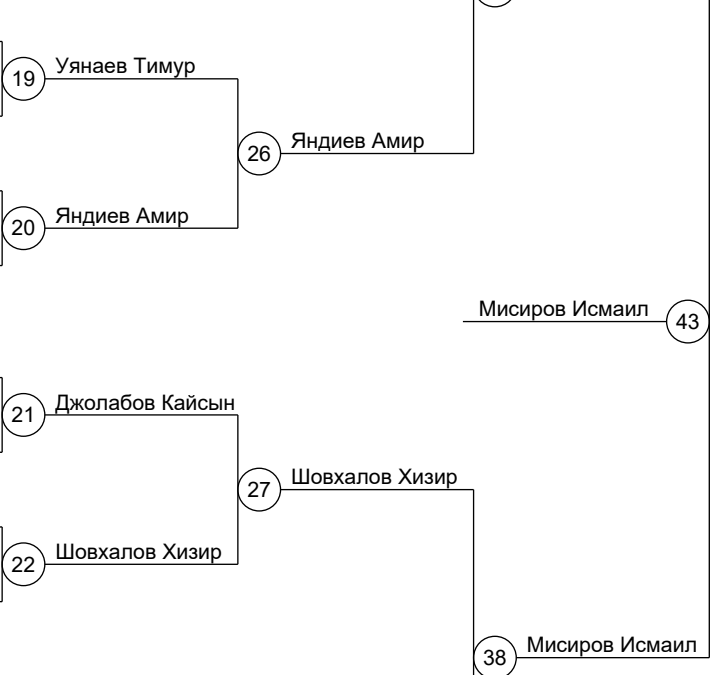 Уянаев Тимур
19
Яндиев Амир
26
Яндиев Амир
20
Мисиров Исмаил
43
Джолабов Кайсын
21
Шовхалов Хизир
27
Шовхалов Хизир
22
Мисиров Исмаил
38